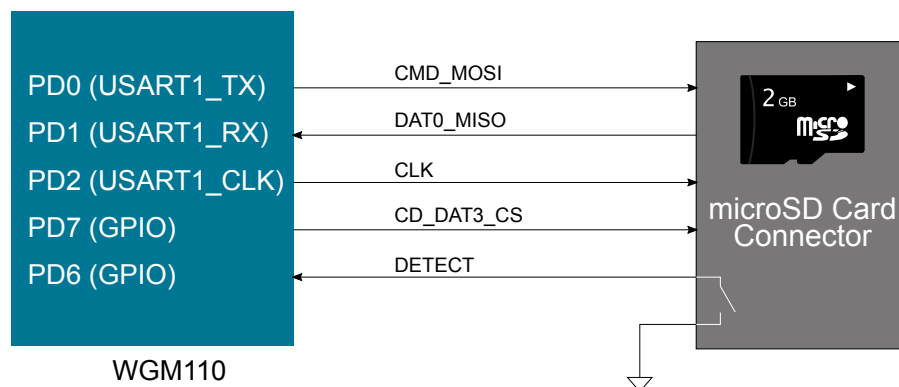 PD0 (USART1_TX)
PD1 (USART1_RX)
PD2 (USART1_CLK)
PD7 (GPIO)
PD6 (GPIO)
WGM110
CMD_MOSI
DAT0_MISO
CLK
CD_DAT3_CS
DETECT
2 GB
micro
SD
microSD Card
Connector